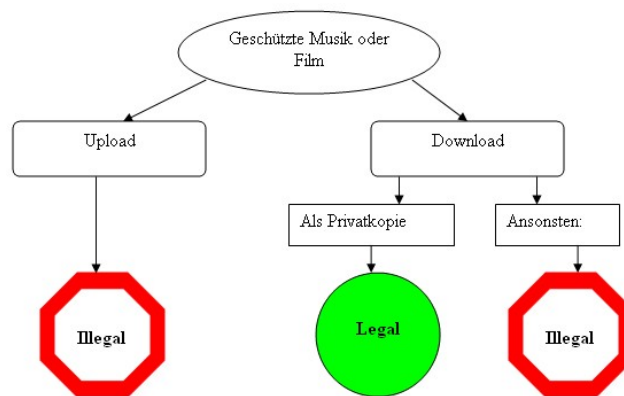 Geschützte Musik oder
Film
Upload
Download
Als Privatkopie
Ansonsten:
Illegal
Legal
Illegal